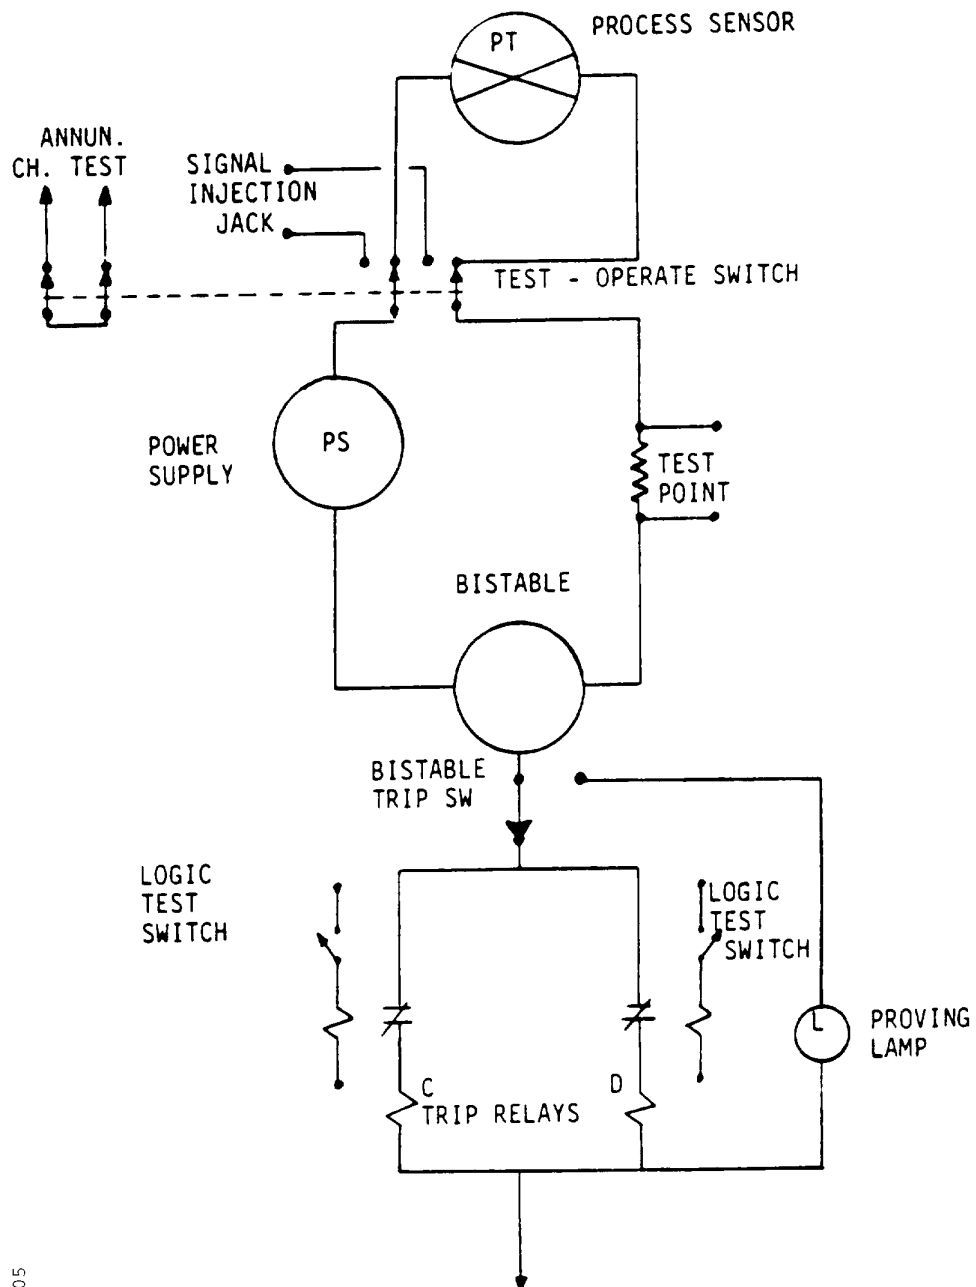 PT
PROCESS SENSOR
ANNUN.
CH. TEST
SIGNAL
INJECTION
JACK
TEST - OPERATE SWITCH
POWER
SUPPLY
PS
TEST
POINT
BISTABLE
BISTABLE
TRIP SW
LOGIC
TEST
SWITCH
LOGIC
TEST
SWITCH
L
PROVING
LAMP
C
TRIP RELAYS
D
05